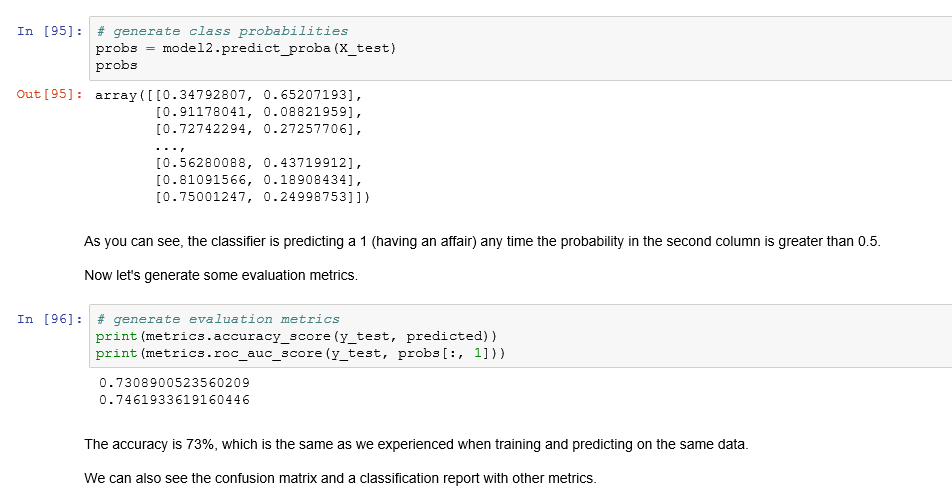 In [95]: # generate class probabilities
probs = model2.predict_proba(X_test)
probs
Out[95]: array([[0.34792807, 0.65207193],
[0.91178041, 0.08821959],
[0.72742294, 0.27257706],
...,
[0.56280088, 0.43719912],
[0.81091566, 0.18908434],
[0.75001247, 0.24998753]])
As you can see, the classifier is predicting a 1 (having an affair) any time the probability in the second column is greater than 0.5.
Now let's generate some evaluation metrics.
In [96]: # generate evaluation metrics
print(metrics.accuracy_score(y_test, predicted))
print(metrics.roc_auc_score(y_test, probs[:, 1]))
0.7308900523560209
0.7461933619160446
The accuracy is 73%, which is the same as we experienced when training and predicting on the same data.
We can also see the confusion matrix and a classification report with other metrics.